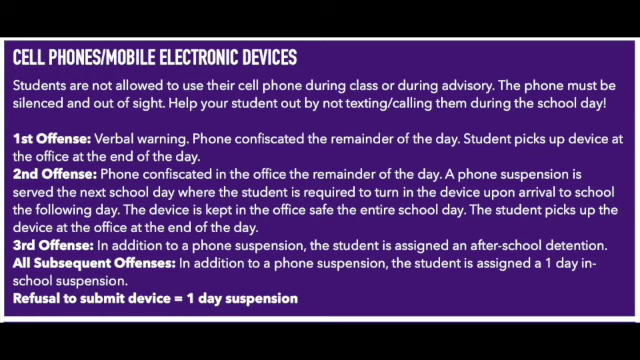 CELL PHONES/MOBILE ELECTRONIC DEVICES
Students are not allowed to use their cell phone during class or during advisory. The phone must be
silenced and out of sight. Help your student out by not texting/calling them during the school day!
1st Offense: Verbal warning. Phone confiscated the remainder of the day. Student picks up device at
the office at the end of the day.
2nd Offense: Phone confiscated in the office the remainder of the day. A phone suspension is
served the next school day where the student is required to turn in the device upon arrival to school
the following day. The device is kept in the office safe the entire school day. The student picks up the
device at the office at the end of the day.
3rd Offense: In addition to a phone suspension, the student is assigned an after-school detention.
All Subsequent Offenses: In addition to a phone suspension, the student is assigned a 1 day in-
school suspension.
Refusal to submit device = 1 day suspension